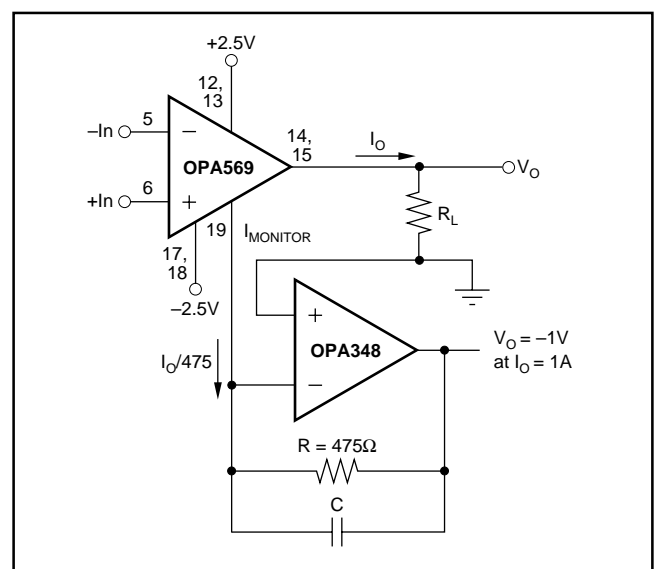 +2.5V
12,
13
–In
5
−
14,
15
I_O
V_O
OPA569
+In
6
+
19
I_MONITOR
R_L
17,
18
–2.5V
+
OPA348
−
V_O = –1V
at I_O = 1A
I_O/475
R = 475Ω
C